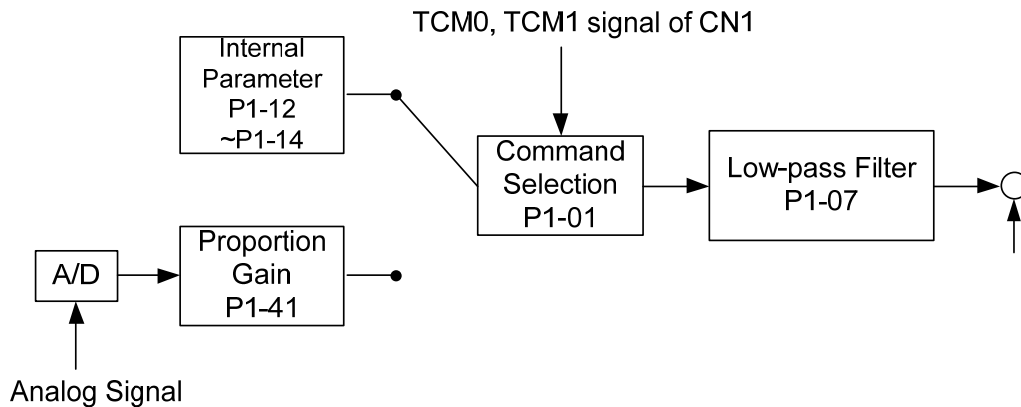 TCM0, TCM1 signal of CN1
Internal
Parameter
P1-12
~P1-14
Command
Selection
P1-01
Low-pass Filter
P1-07
Proportion
Gain
P1-41
A/D
Analog Signal